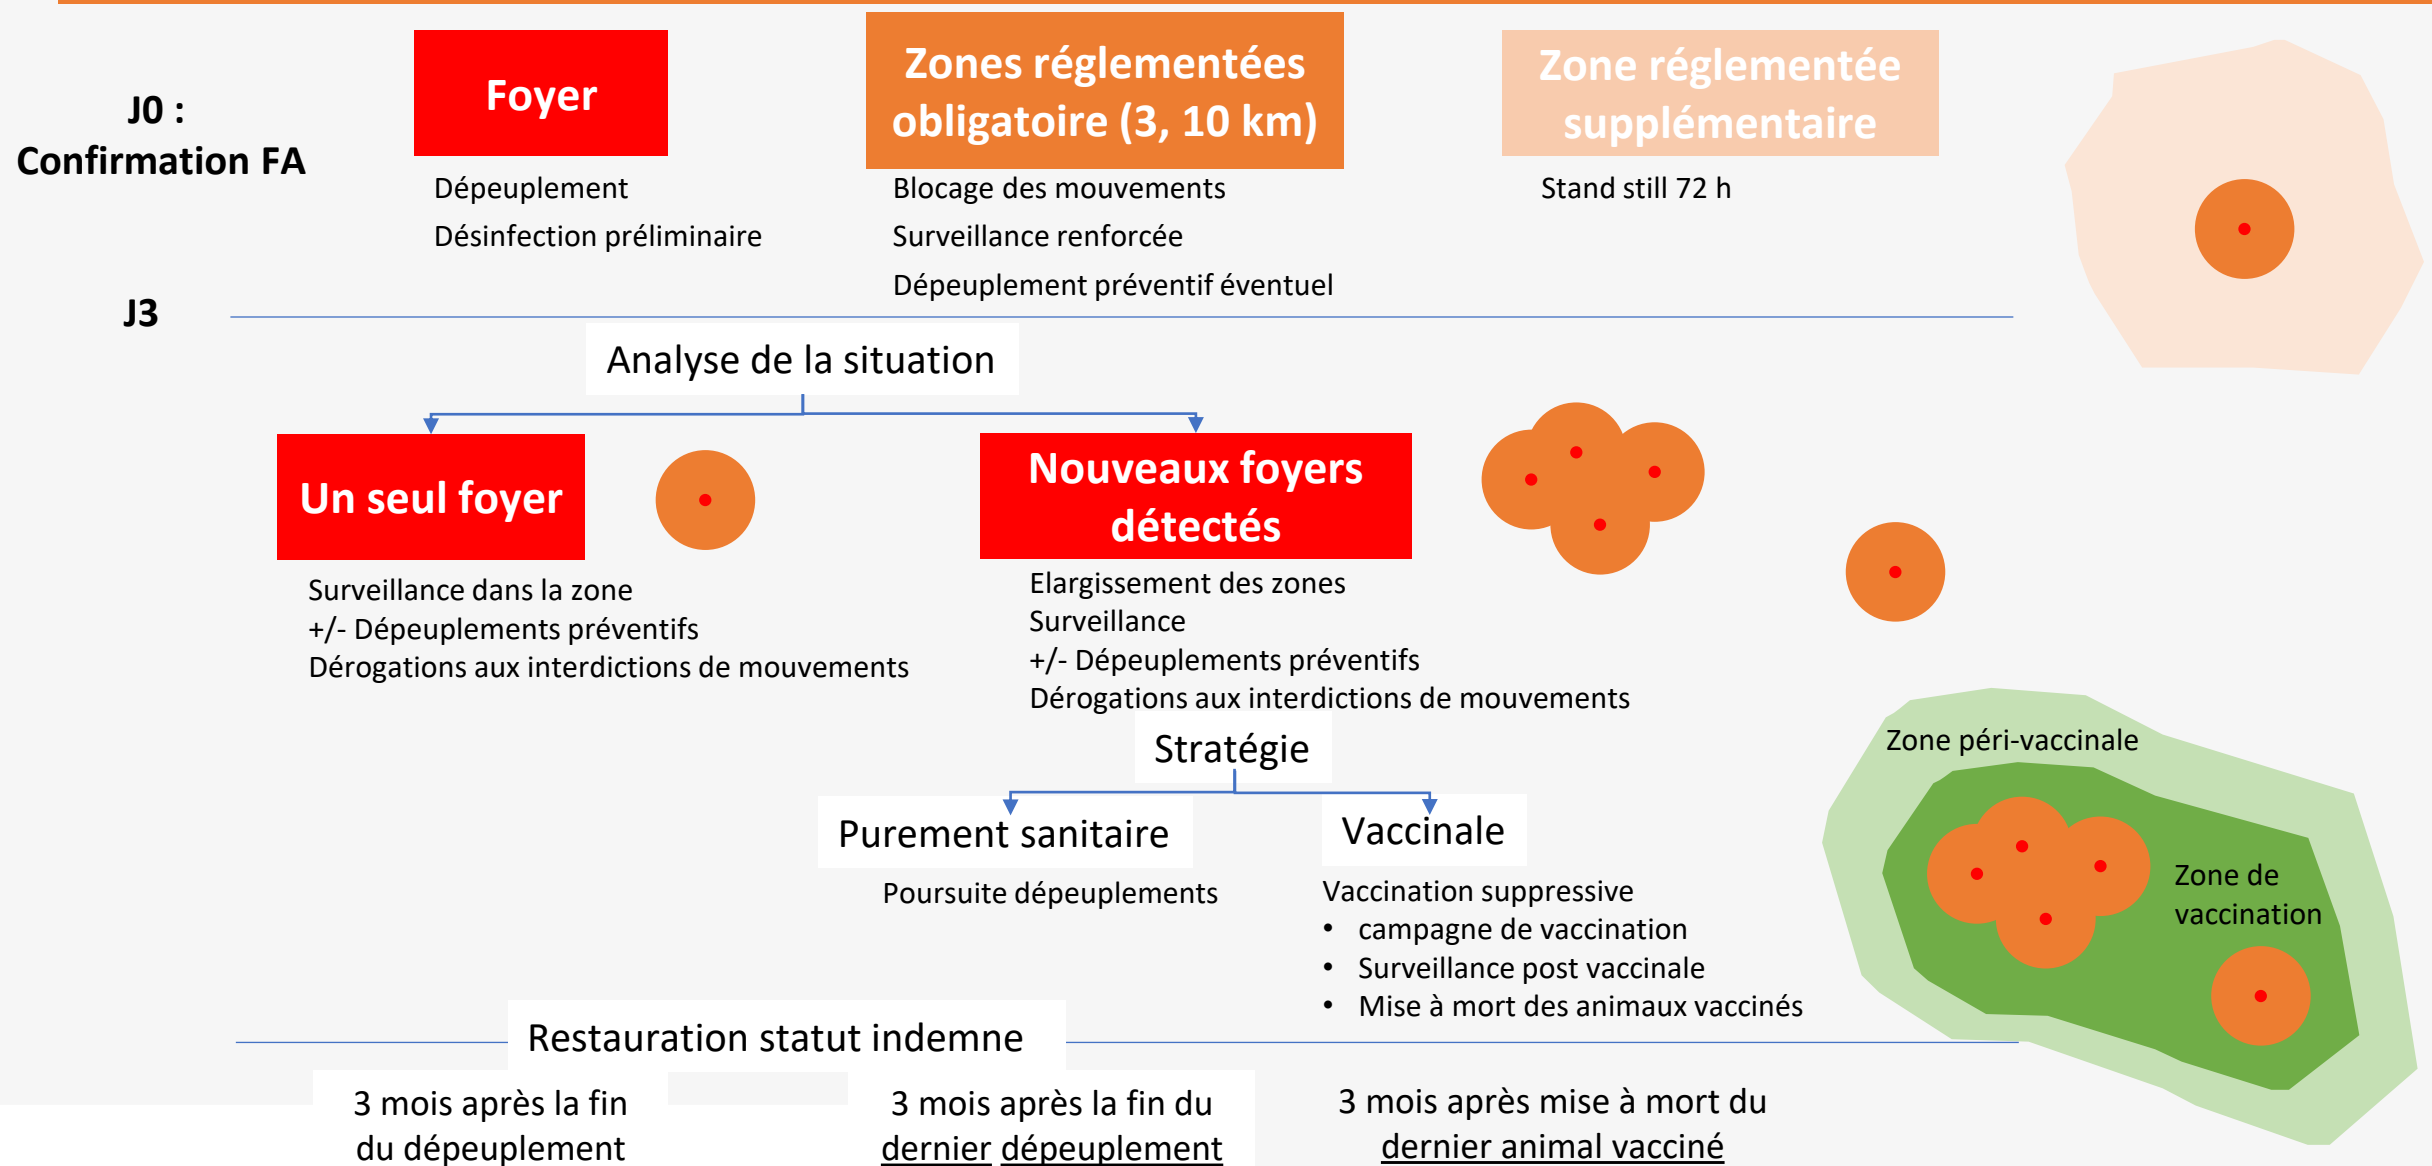 J0 :
Confirmation FA
Foyer
Dépeuplement
Désinfection préliminaire
Zones réglementées
obligatoire (3, 10 km)
Blocage des mouvements
Surveillance renforcée
Dépeuplement préventif éventuel
Zone réglementée
supplémentaire
Stand still 72 h
J3
Analyse de la situation
Un seul foyer
Surveillance dans la zone
+/- Dépeuplements préventifs
Dérogations aux interdictions de mouvements
Nouveaux foyers
détectés
Elargissement des zones
Surveillance
+/- Dépeuplements préventifs
Dérogations aux interdictions de mouvements
Stratégie
Purement sanitaire
Poursuite dépeuplements
Vaccinale
Vaccination suppressive
• campagne de vaccination
• Surveillance post vaccinale
• Mise à mort des animaux vaccinés
Zone péri-vaccinale
Zone de
vaccination
Restauration statut indemne
3 mois après la fin
du dépeuplement
3 mois après la fin du
dernier dépeuplement
3 mois après mise à mort du
dernier animal vacciné